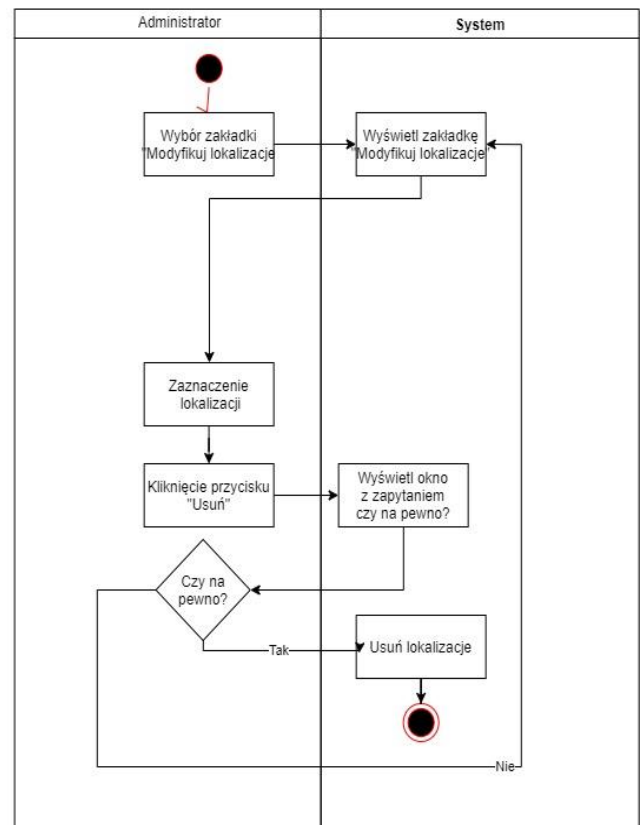 Administrator
System
Wybór zakładki
"Modyfikuj lokalizacje
Wyświetl zakładkę
"Modyfikuj lokalizacje"
Zaznaczenie
lokalizacji
Kliknięcie przycisku
"Usuń"
Wyświetl okno
z zapytaniem
czy na pewno?
Czy na
pewno?
Tak
Usuń lokalizacje
Nie